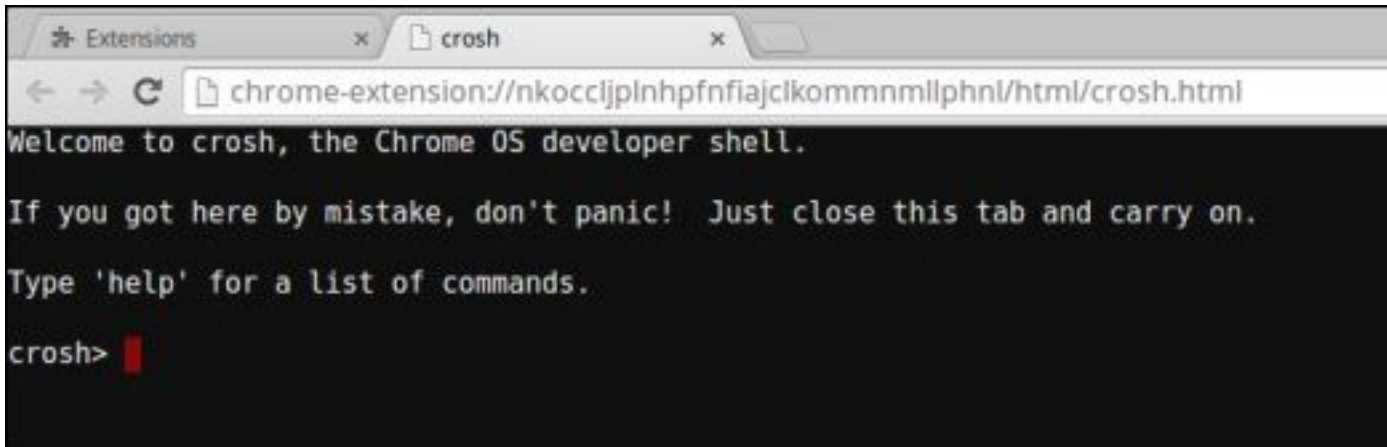 Extensions
crosh
chrome-extension://nkoccljplnhpfnfiajclkommnmllphnl/html/crosh.html
Welcome to crosh, the Chrome OS developer shell.
If you got here by mistake, don't panic!  Just close this tab and carry on.
Type 'help' for a list of commands.
crosh>